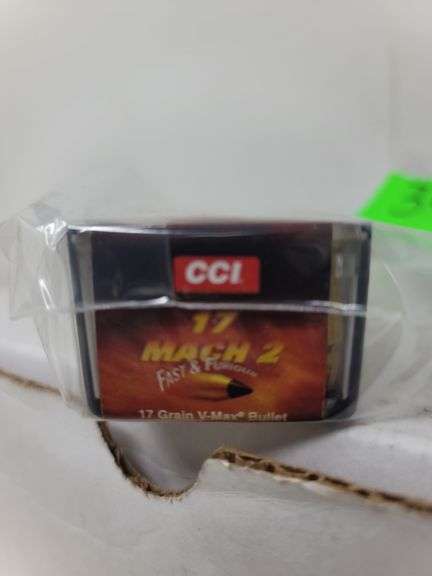 CCI
17
MACH 2
FAST & FURIOUS
17 Grain V-Max® Bullet